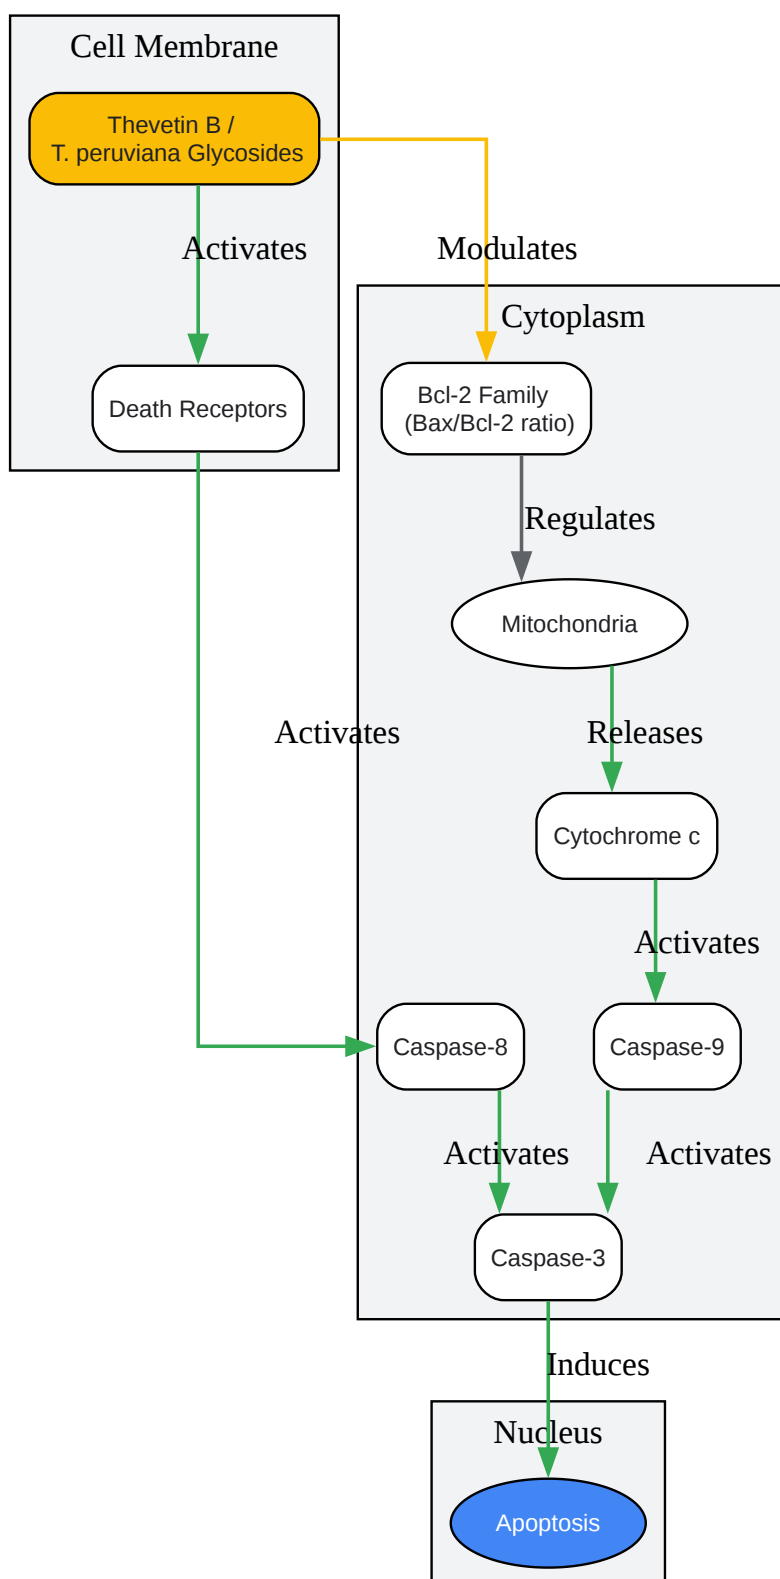 Cell Membrane
Thevetin B /
T. peruviana Glycosides
Activates
Modulates
Cytoplasm
Death Receptors
Bcl-2 Family
(Bax/Bcl-2 ratio)
Regulates
Mitochondria
Activates
Releases
Cytochrome c
Activates
Caspase-8
Caspase-9
Activates
Activates
Caspase-3
Induces
Nucleus
Apoptosis